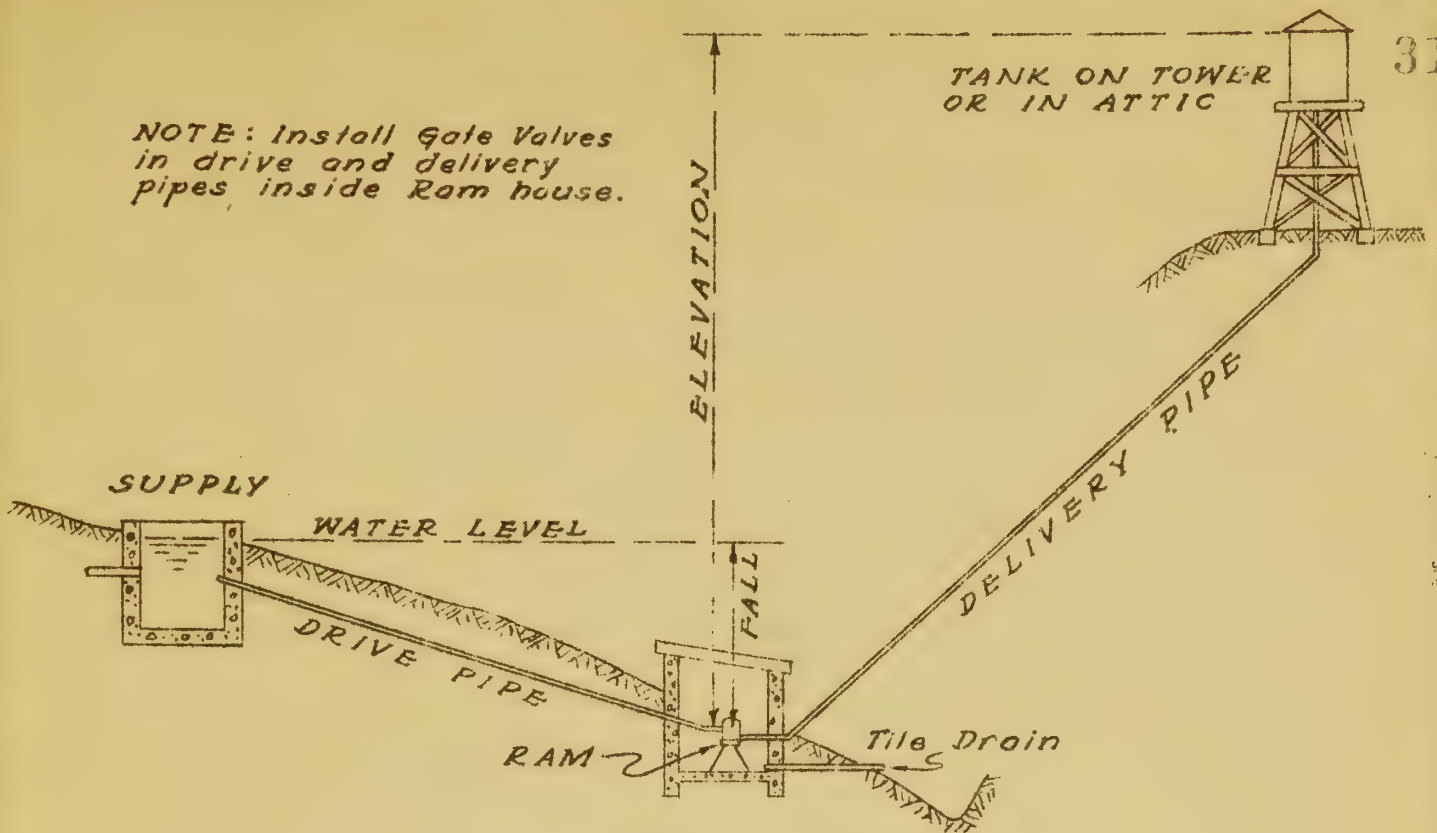 31
TANK ON TOWER
OR IN ATTIC
NOTE: Install Gate Valves
in drive and delivery
pipes inside Ram house.
ELEVATION
SUPPLY
WATER LEVEL
FALL
DELIVERY PIPE
DRIVE PIPE
RAM
Tile Drain